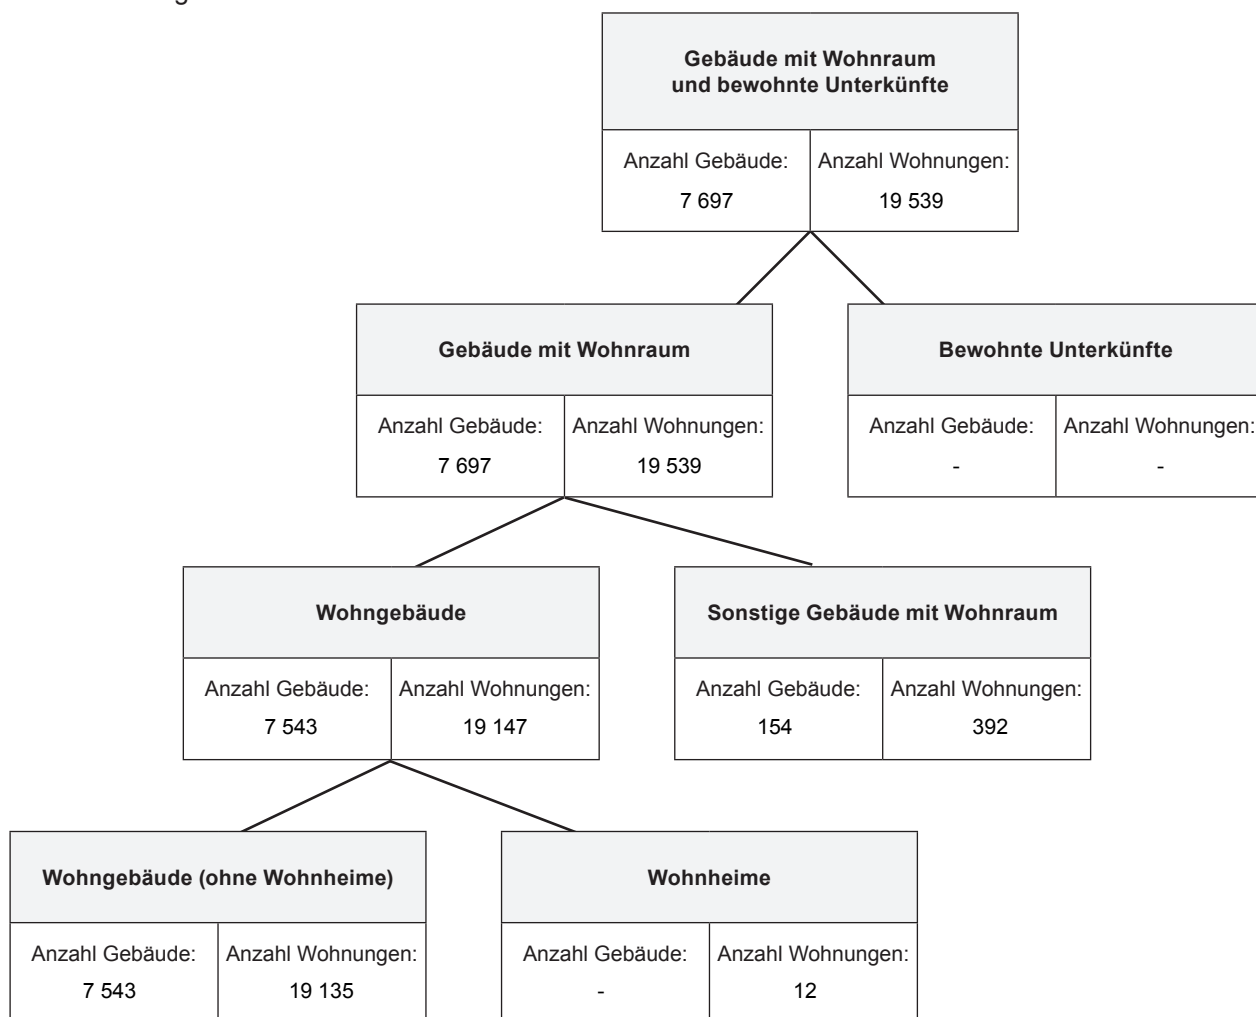 Gebäude mit Wohnraum
und bewohnte Unterkünfte
Anzahl Gebäude: Anzahl Wohnungen:
7 697 19 539
Gebäude mit Wohnraum
Anzahl Gebäude: Anzahl Wohnungen:
7 697 19 539
Bewohnte Unterkünfte
Anzahl Gebäude: Anzahl Wohnungen:
- -
Wohngebäude
Anzahl Gebäude: Anzahl Wohnungen:
7 543 19 147
Sonstige Gebäude mit Wohnraum
Anzahl Gebäude: Anzahl Wohnungen:
154 392
Wohngebäude (ohne Wohnheime)
Anzahl Gebäude: Anzahl Wohnungen:
7 543 19 135
Wohnheime
Anzahl Gebäude: Anzahl Wohnungen:
- 12